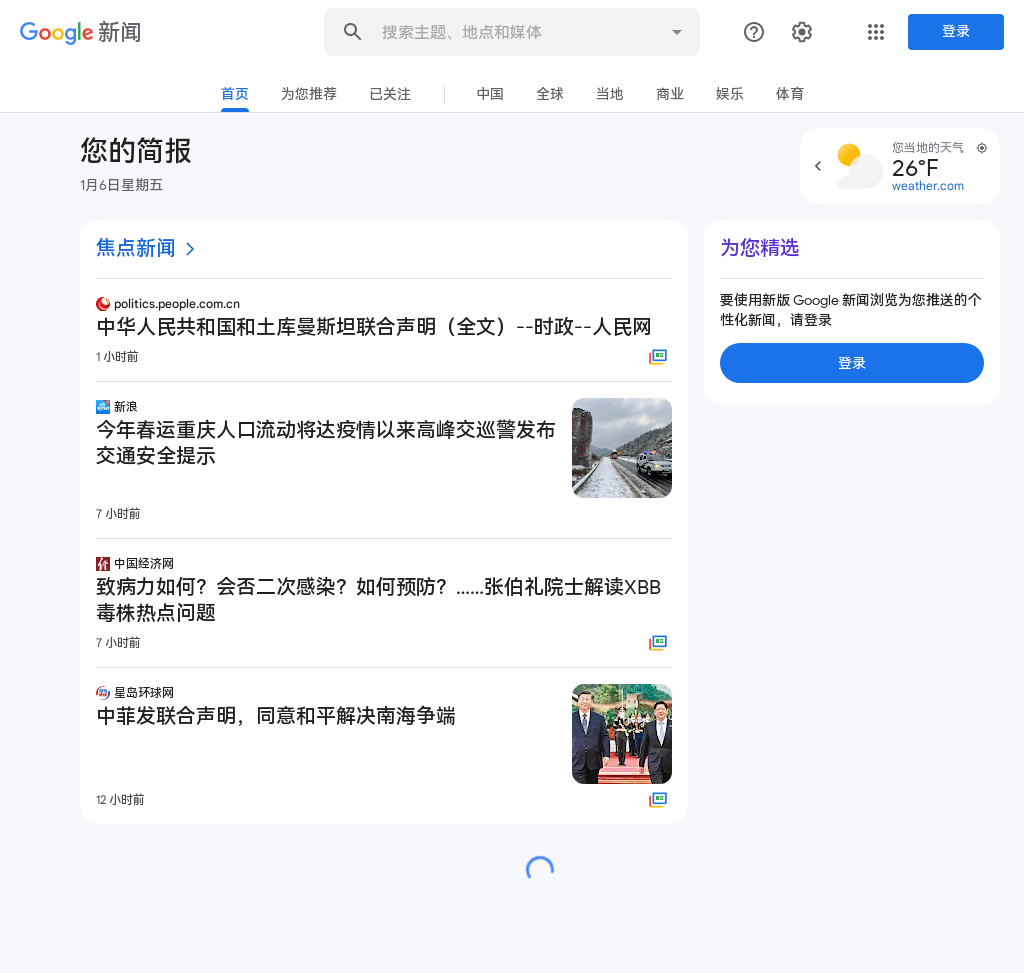 Google 新闻
搜索主题、地点和媒体
登录
首页
为您推荐
已关注
中国
全球
当地
商业
娱乐
体育
您的简报
1月6日星期五
您当地的天气
26°F
weather.com
焦点新闻
politics.people.com.cn
中华人民共和国和土库曼斯坦联合声明（全文）--时政--人民网
1 小时前
新浪
今年春运重庆人口流动将达疫情以来高峰交巡警发布
交通安全提示
7 小时前
中国经济网
致病力如何？会否二次感染？如何预防？……张伯礼院士解读XBB
毒株热点问题
7 小时前
星岛环球网
中菲发联合声明，同意和平解决南海争端
12 小时前
为您精选
要使用新版 Google 新闻浏览为您推送的个
性化新闻，请登录
登录